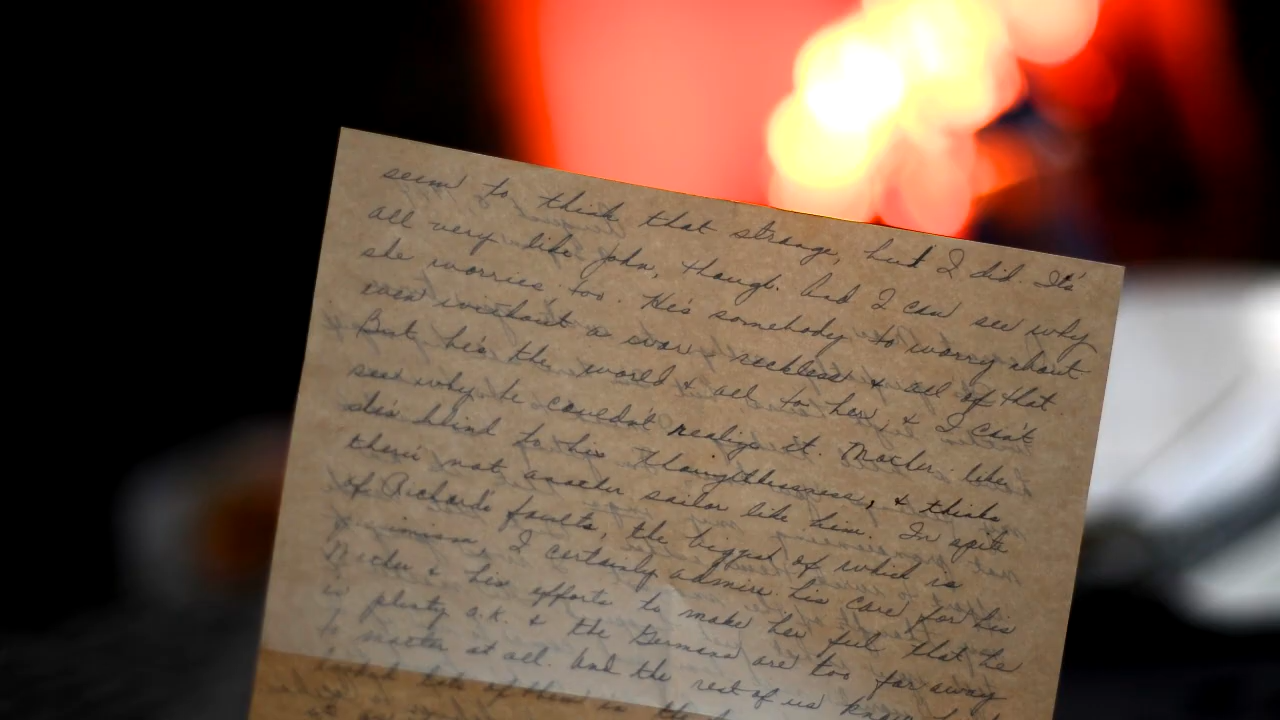 seem to think that strange, but I did. It's
all very like John, though. And I can see why
she worries too. He's somebody to worry about
even without a war - reckless & all of that.
But he's the world & all to her, & I can't
see why he couldn't realize it. Mother likes
she's blind to his thoughtlessness, & thinks
there's not another sailor like him. In spite
of Richard's faults, the biggest of which is
pessimism, I certainly admire his care for his
Mother & his efforts to make her feel that he
is plenty o.k. & the Germans are too far away
to matter at all. And the rest of us know